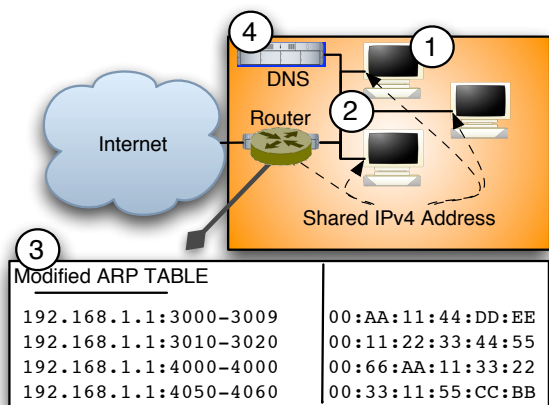 4
1
DNS
2
Router
Internet
Shared IPv4 Address
3
Modified ARP TABLE
192.168.1.1:3000-3009 00:AA:11:44:DD:EE
192.168.1.1:3010-3020 00:11:22:33:44:55
192.168.1.1:4000-4000 00:66:AA:11:33:22
192.168.1.1:4050-4060 00:33:11:55:CC:BB